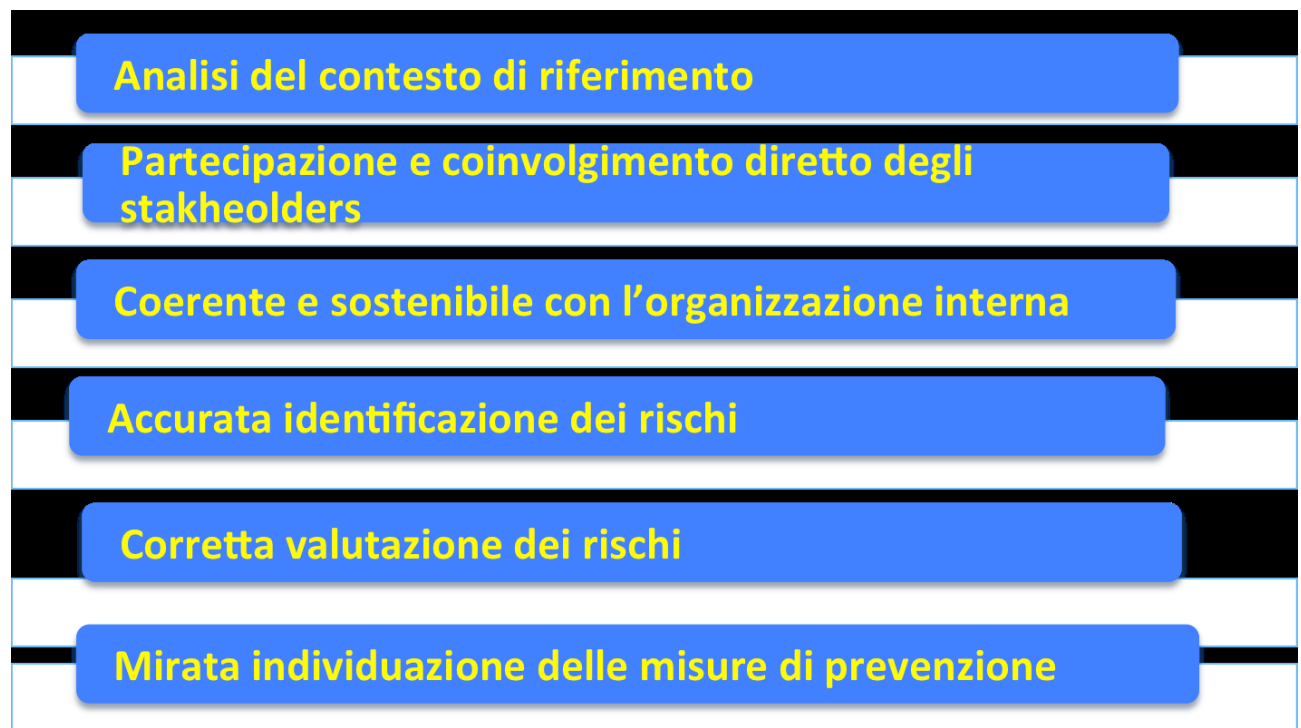 Analisi del contesto di riferimento
Partecipazione e coinvolgimento diretto degli
stakheolders
Coerente e sostenibile con l’organizzazione interna
Accurata identificazione dei rischi
Corretta valutazione dei rischi
Mirata individuazione delle misure di prevenzione